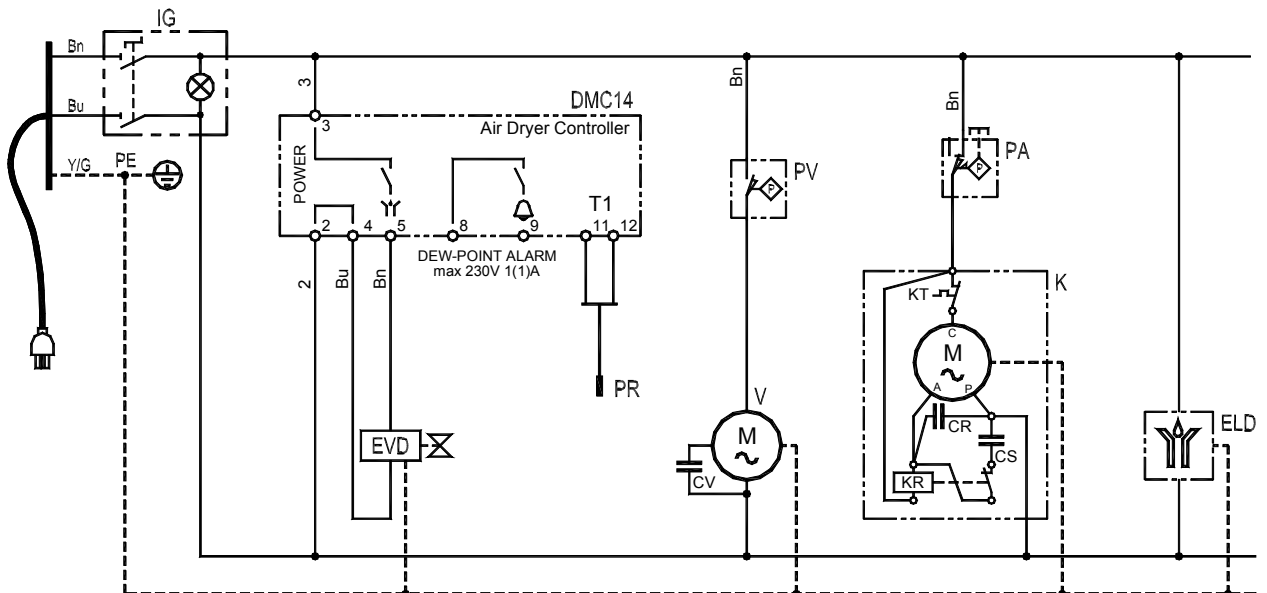 IG
Bn
Bu
Y/G
PE
3
DMC14
3
Air Dryer Controller
POWER
T1
2
4
5
8
9
11
12
DEW-POINT ALARM
max 230V 1(1)A
2
Bu
Bn
EVD
PR
Bn
P
PV
V
M
CV
Bn
P
PA
K
KT
C
M
A
P
CR
CS
KR
ELD